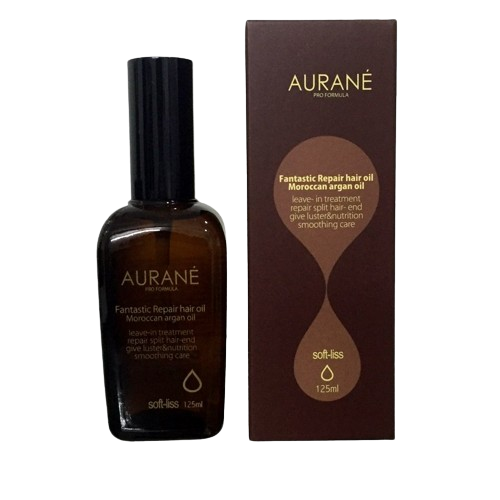 AURANÉ
PRO FORMULA
Fantastic Repair hair oil
Moroccan argan oil
leave-in treatment
repair split hair-end
give luster&nutrition
smoothing care
soft-liss 125ml
AURANÉ
PRO FORMULA
Fantastic Repair hair oil
Moroccan argan oil
leave- in treatment
repair split hair- end
give luster&nutrition
smoothing care
soft-liss
125ml